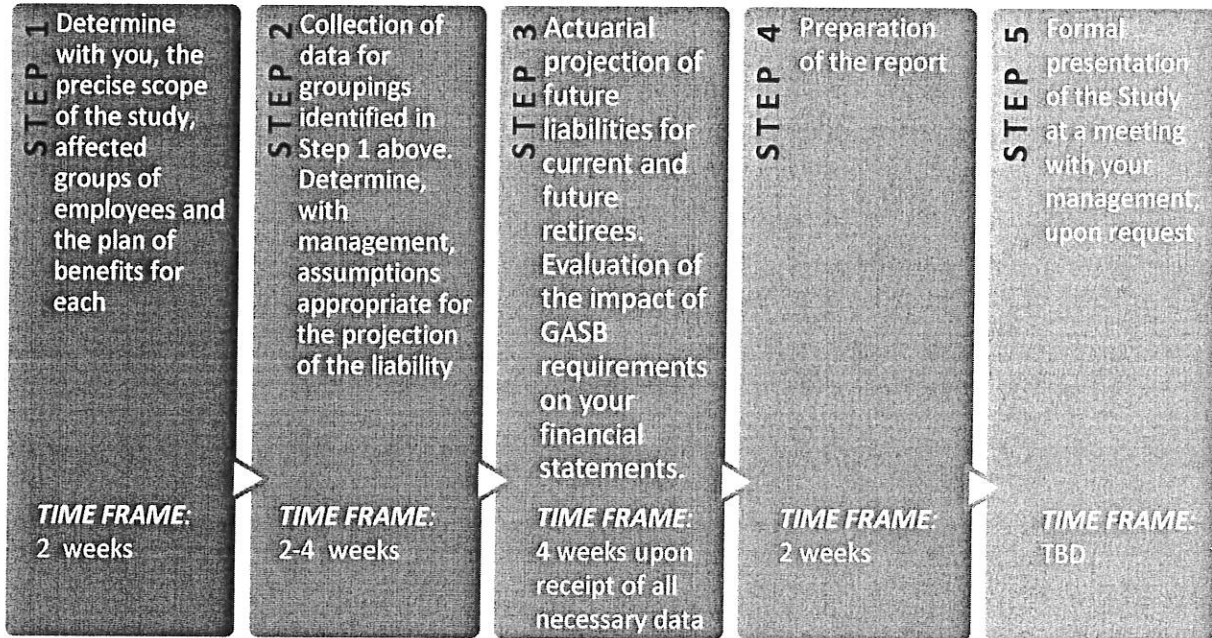 STEP 1
Determine
with you, the
precise scope
of the study,
affected
groups of
employees and
the plan of
benefits for
each
TIME FRAME:
2 weeks
STEP 2
Collection of
data for
groupings
identified in
Step 1 above.
Determine,
with
management,
assumptions
appropriate for
the projection
of the liability
TIME FRAME:
2-4 weeks
STEP 3
Actuarial
projection of
future
liabilities for
current and
future
retirees.
Evaluation of
the impact of
GASB
requirements
on your
financial
statements.
TIME FRAME:
4 weeks upon
receipt of all
necessary data
STEP 4
Preparation
of the report
TIME FRAME:
2 weeks
STEP 5
Formal
presentation
of the Study
at a meeting
with your
management,
upon request
TIME FRAME:
TBD